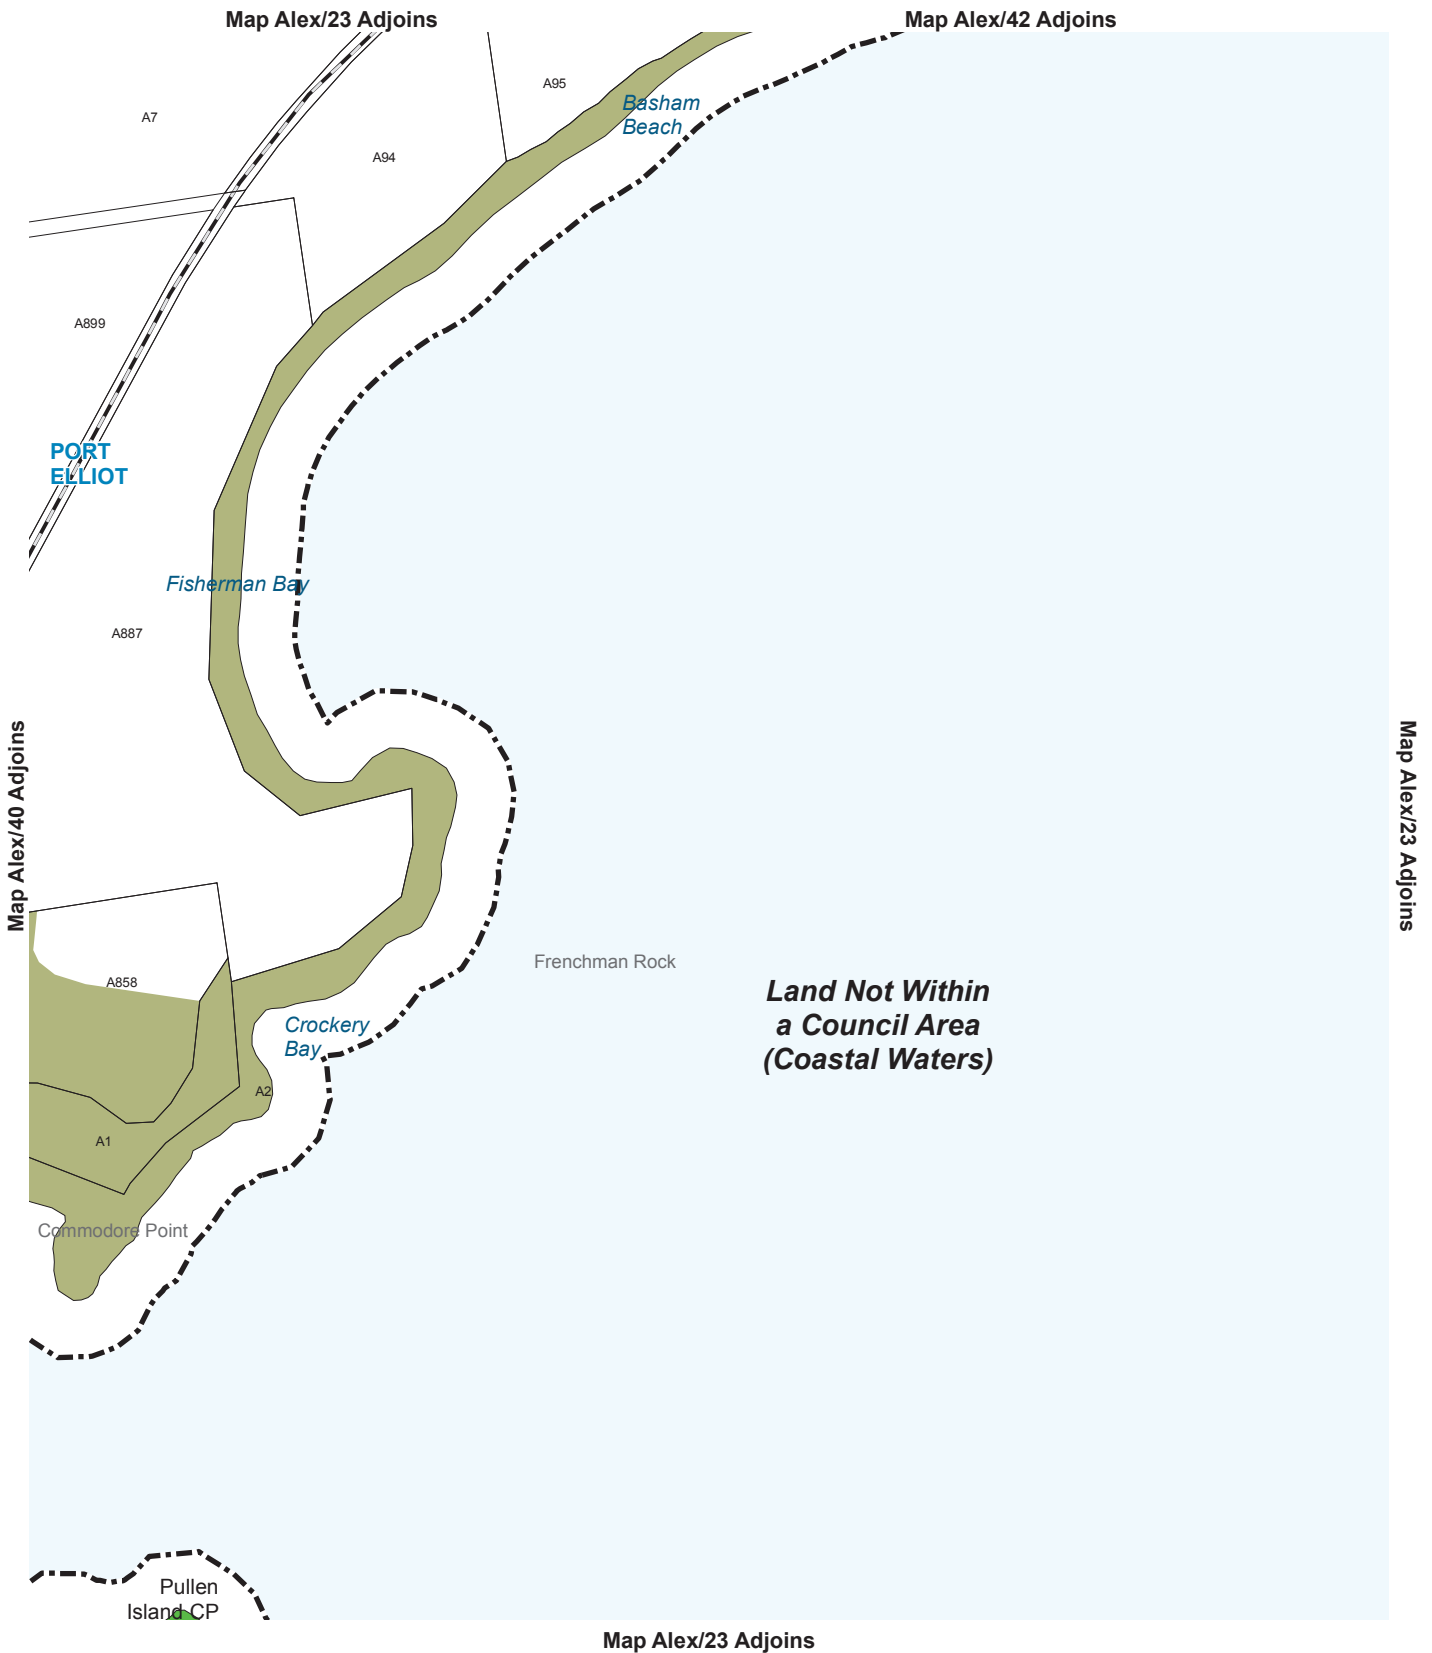 Map Alex/23 Adjoins
Map Alex/42 Adjoins
A95
Basham
Beach
A7
A94
A899
PORT
ELLIOT
Fisherman Bay
A887
Map Alex/40 Adjoins
Map Alex/23 Adjoins
Frenchman Rock
A858
Land Not Within
a Council Area
(Coastal Waters)
Crockery
Bay
A2
A1
Commodore Point
Pullen
Island CP
Map Alex/23 Adjoins